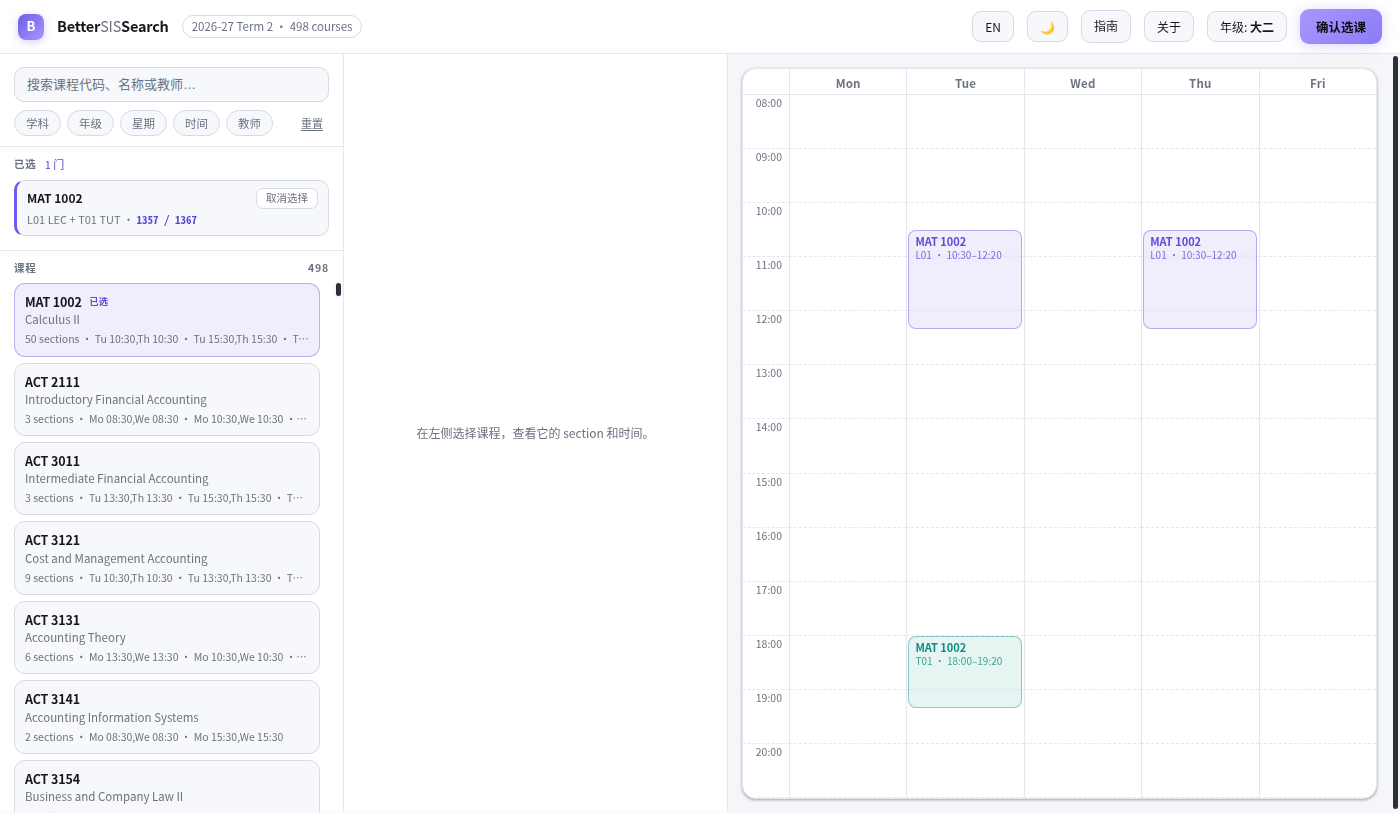 B BetterSISSearch 2026-27 Term 2 • 498 courses EN 🌙 指南 关于 年级: 大二 确认选课
搜索课程代码、名称或教师…
学科 年级 星期 时间 教师 重置
已选 1 门
MAT 1002 取消选择
L01 LEC + T01 TUT • 1357 / 1367
课程 498
MAT 1002 已选
Calculus II
50 sections • Tu 10:30,Th 10:30 • Tu 15:30,Th 15:30 • T…
ACT 2111
Introductory Financial Accounting
3 sections • Mo 08:30,We 08:30 • Mo 10:30,We 10:30 • …
ACT 3011
Intermediate Financial Accounting
3 sections • Tu 13:30,Th 13:30 • Tu 15:30,Th 15:30 • T…
ACT 3121
Cost and Management Accounting
9 sections • Tu 10:30,Th 10:30 • Tu 13:30,Th 13:30 • T…
ACT 3131
Accounting Theory
6 sections • Mo 13:30,We 13:30 • Mo 10:30,We 10:30 • …
ACT 3141
Accounting Information Systems
2 sections • Mo 08:30,We 08:30 • Mo 15:30,We 15:30
ACT 3154
Business and Company Law II
在左侧选择课程，查看它的 section 和时间。
Mon Tue Wed Thu Fri
08:00
09:00
10:00
MAT 1002 MAT 1002
L01 • 10:30–12:20 L01 • 10:30–12:20
11:00
12:00
13:00
14:00
15:00
16:00
17:00
18:00
MAT 1002
T01 • 18:00–19:20
19:00
20:00